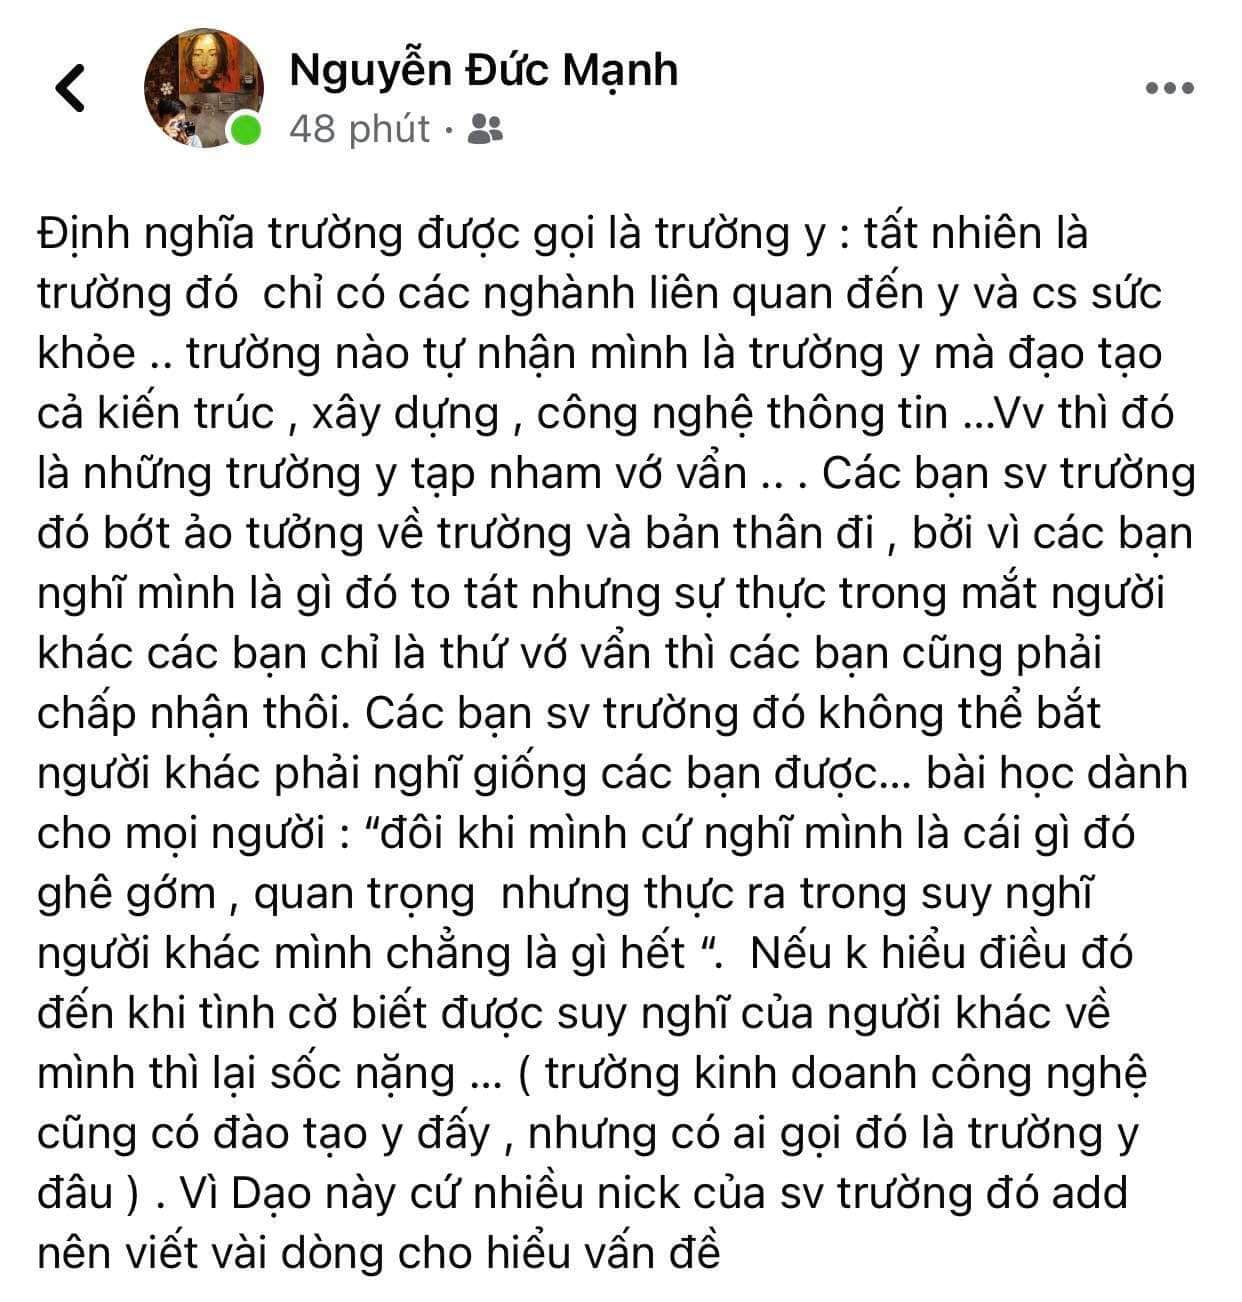 Nguyễn Đức Mạnh
48 phút ·
Định nghĩa trường được gọi là trường y : tất nhiên là
trường đó  chỉ có các nghành liên quan đến y và cs sức
khỏe .. trường nào tự nhận mình là trường y mà đạo tạo
cả kiến trúc , xây dựng , công nghệ thông tin ...Vv thì đó
là những trường y tạp nham vớ vẩn .. . Các bạn sv trường
đó bớt ảo tưởng về trường và bản thân đi , bởi vì các bạn
nghĩ mình là gì đó to tát nhưng sự thực trong mắt người
khác các bạn chỉ là thứ vớ vẩn thì các bạn cũng phải
chấp nhận thôi. Các bạn sv trường đó không thể bắt
người khác phải nghĩ giống các bạn được... bài học dành
cho mọi người : “đôi khi mình cứ nghĩ mình là cái gì đó
ghê gớm , quan trọng  nhưng thực ra trong suy nghĩ
người khác mình chẳng là gì hết “.  Nếu k hiểu điều đó
đến khi tình cờ biết được suy nghĩ của người khác về
mình thì lại sốc nặng ... ( trường kinh doanh công nghệ
cũng có đào tạo y đấy , nhưng có ai gọi đó là trường y
đâu ) . Vì Dạo này cứ nhiều nick của sv trường đó add
nên viết vài dòng cho hiểu vấn đề